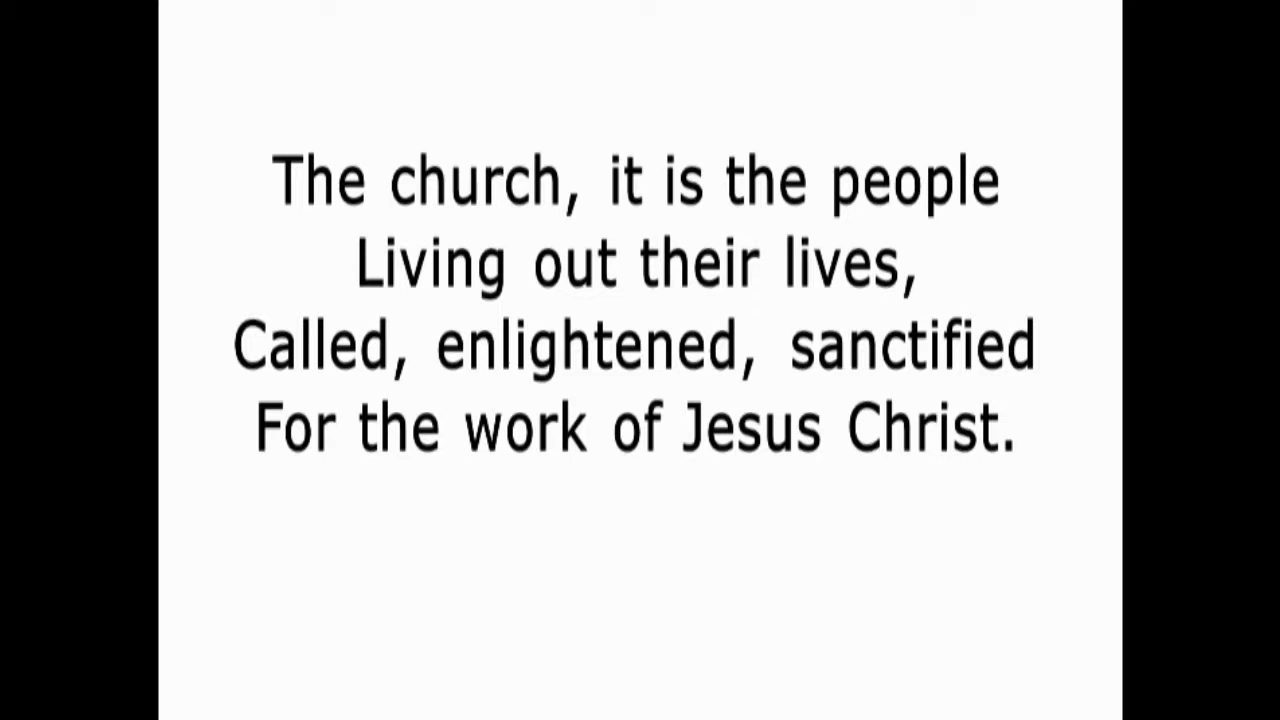 The church, it is the people
Living out their lives,
Called, enlightened, sanctified
For the work of Jesus Christ.